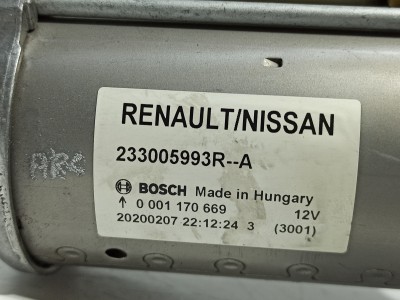 RENAULT/NISSAN
233005993R--A
BOSCH Made in Hungary
↑ 0 001 170 669 12V
20200207 22:12:24 3 (3001)